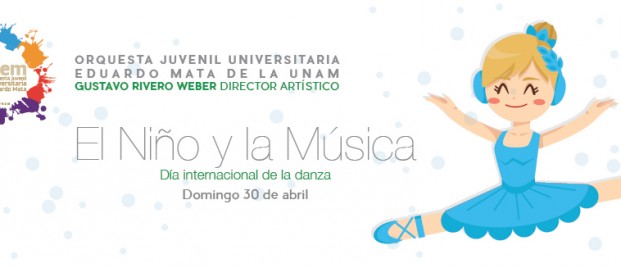 ORQUESTA JUVENIL UNIVERSITARIA
EDUARDO MATA DE LA UNAM
GUSTAVO RIVERO WEBER DIRECTOR ARTÍSTICO
El Niño y la Música
Día internacional de la danza
Domingo 30 de abril